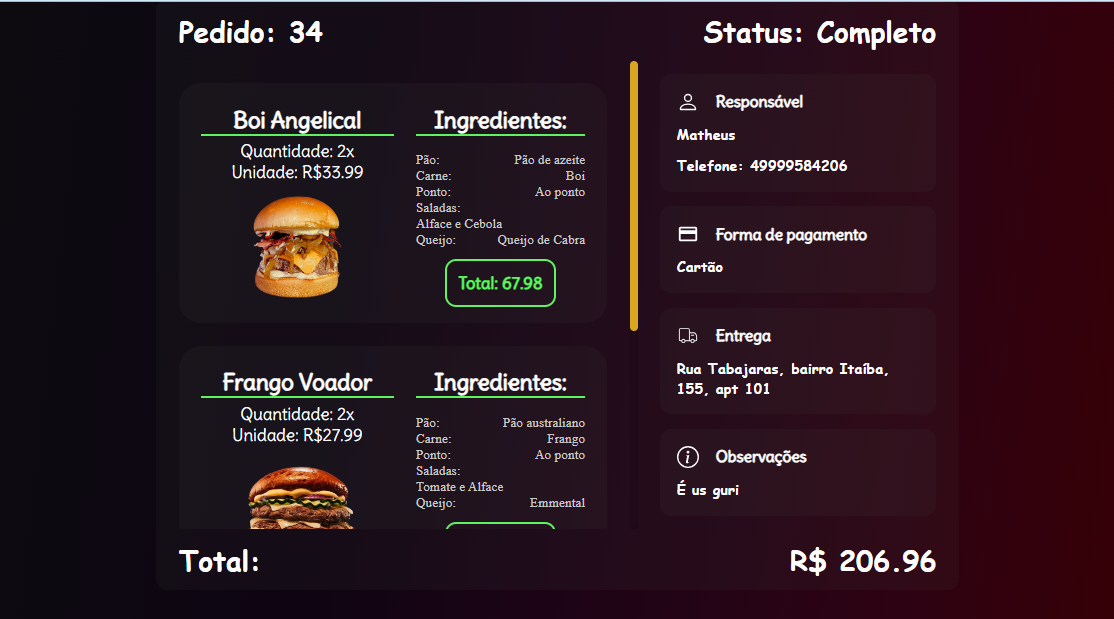 Pedido: 34
Status: Completo
Boi Angelical
Quantidade: 2x
Unidade: R$33.99
Ingredientes:
Pão: Pão de azeite
Carne: Boi
Ponto: Ao ponto
Saladas:
Alface e Cebola
Queijo: Queijo de Cabra
Total: 67.98
Frango Voador
Quantidade: 2x
Unidade: R$27.99
Ingredientes:
Pão: Pão australiano
Carne: Frango
Ponto: Ao ponto
Saladas:
Tomate e Alface
Queijo: Emmental
Responsável
Matheus
Telefone: 49999584206
Forma de pagamento
Cartão
Entrega
Rua Tabajaras, bairro Itaíba,
155, apt 101
Observações
É us guri
Total: R$ 206.96